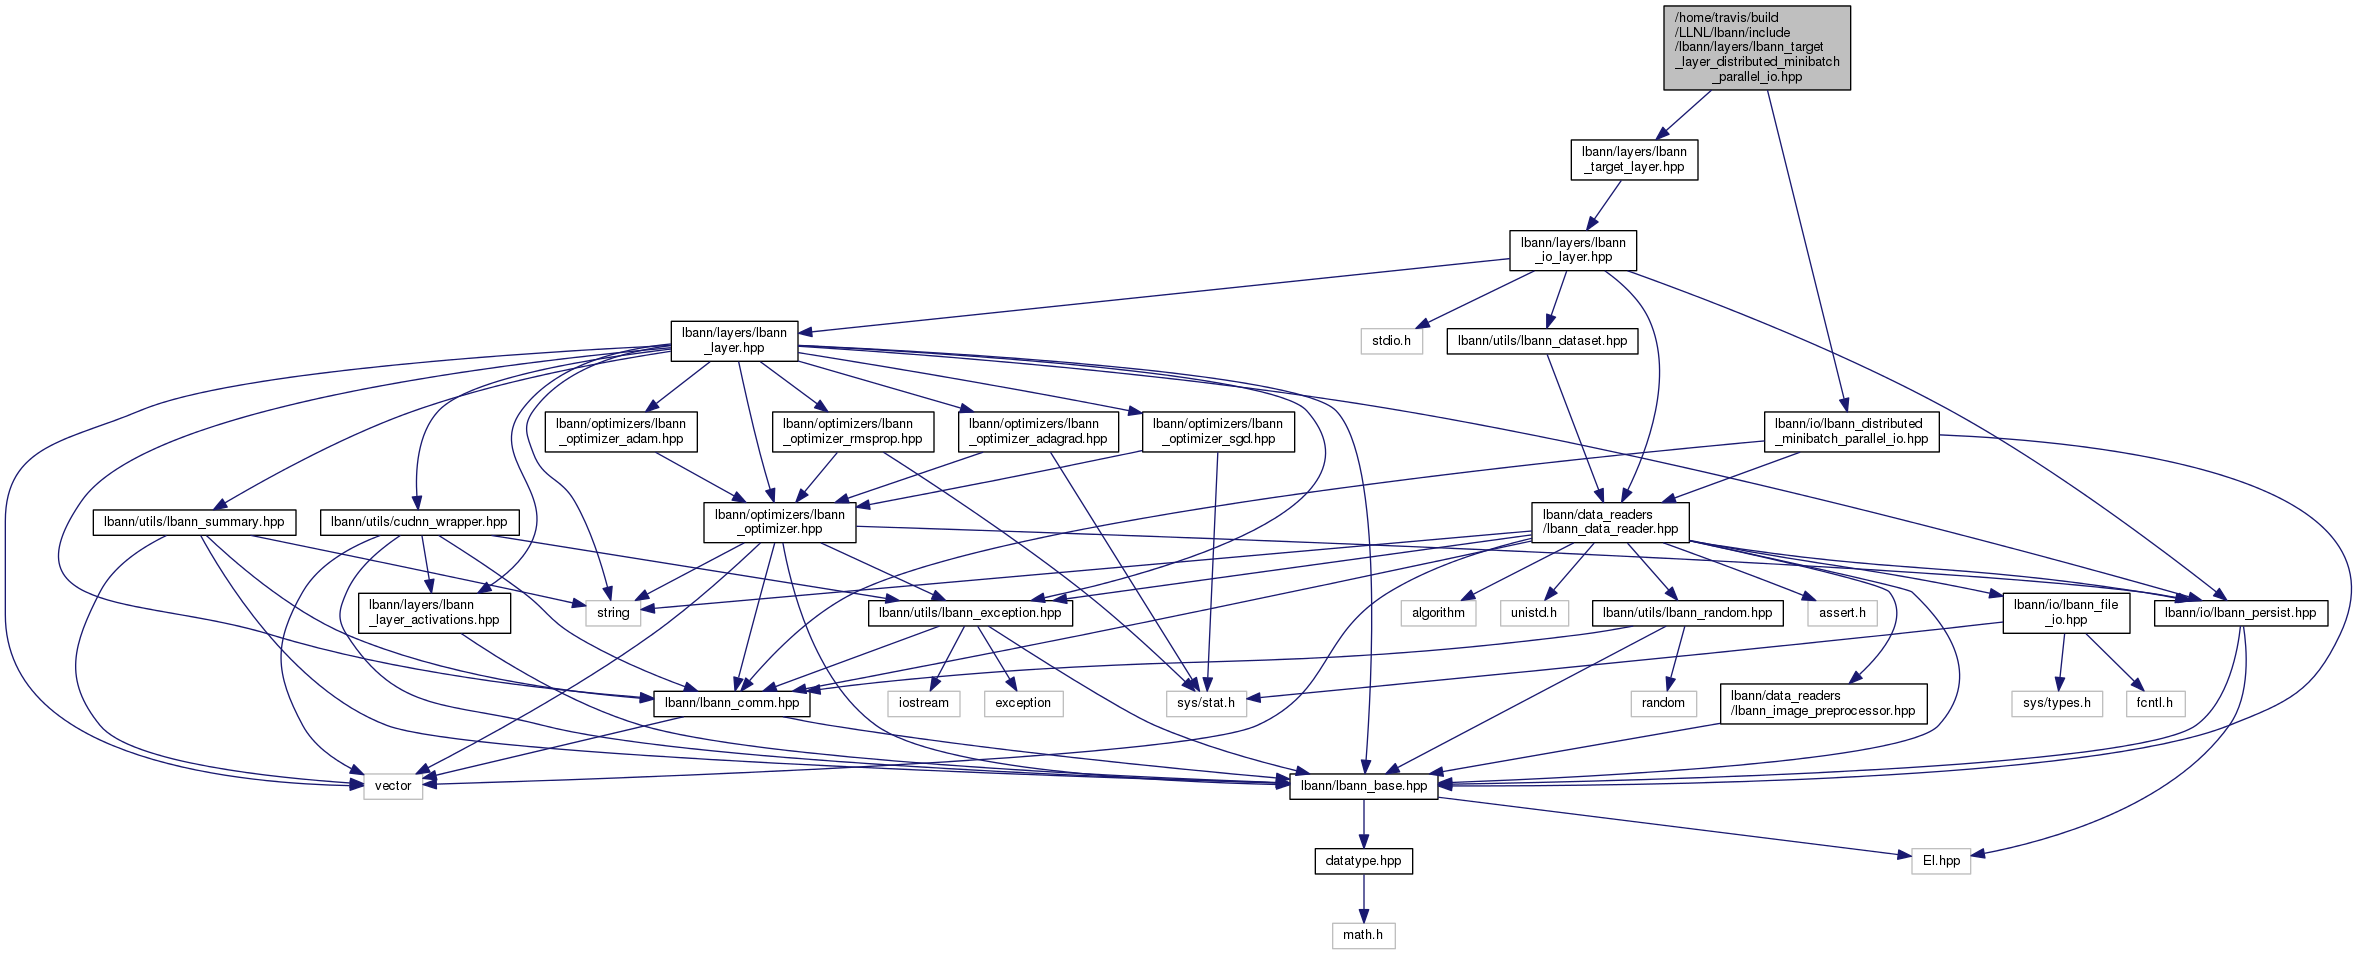 /home/travis/build
/LLNL/lbann/include
/lbann/layers/lbann_target
_layer_distributed_minibatch
_parallel_io.hpp
lbann/layers/lbann
_target_layer.hpp
lbann/layers/lbann
_io_layer.hpp
lbann/layers/lbann
_layer.hpp
stdio.h
lbann/utils/lbann_dataset.hpp
lbann/optimizers/lbann
_optimizer_adam.hpp
lbann/optimizers/lbann
_optimizer_rmsprop.hpp
lbann/optimizers/lbann
_optimizer_adagrad.hpp
lbann/optimizers/lbann
_optimizer_sgd.hpp
lbann/io/lbann_distributed
_minibatch_parallel_io.hpp
lbann/utils/lbann_summary.hpp
lbann/utils/cudnn_wrapper.hpp
lbann/optimizers/lbann
_optimizer.hpp
lbann/data_readers
/lbann_data_reader.hpp
lbann/layers/lbann
_layer_activations.hpp
string
lbann/utils/lbann_exception.hpp
algorithm
unistd.h
lbann/utils/lbann_random.hpp
assert.h
lbann/io/lbann_file
_io.hpp
lbann/io/lbann_persist.hpp
lbann/lbann_comm.hpp
iostream
exception
sys/stat.h
random
lbann/data_readers
/lbann_image_preprocessor.hpp
sys/types.h
fcntl.h
vector
lbann/lbann_base.hpp
datatype.hpp
El.hpp
math.h